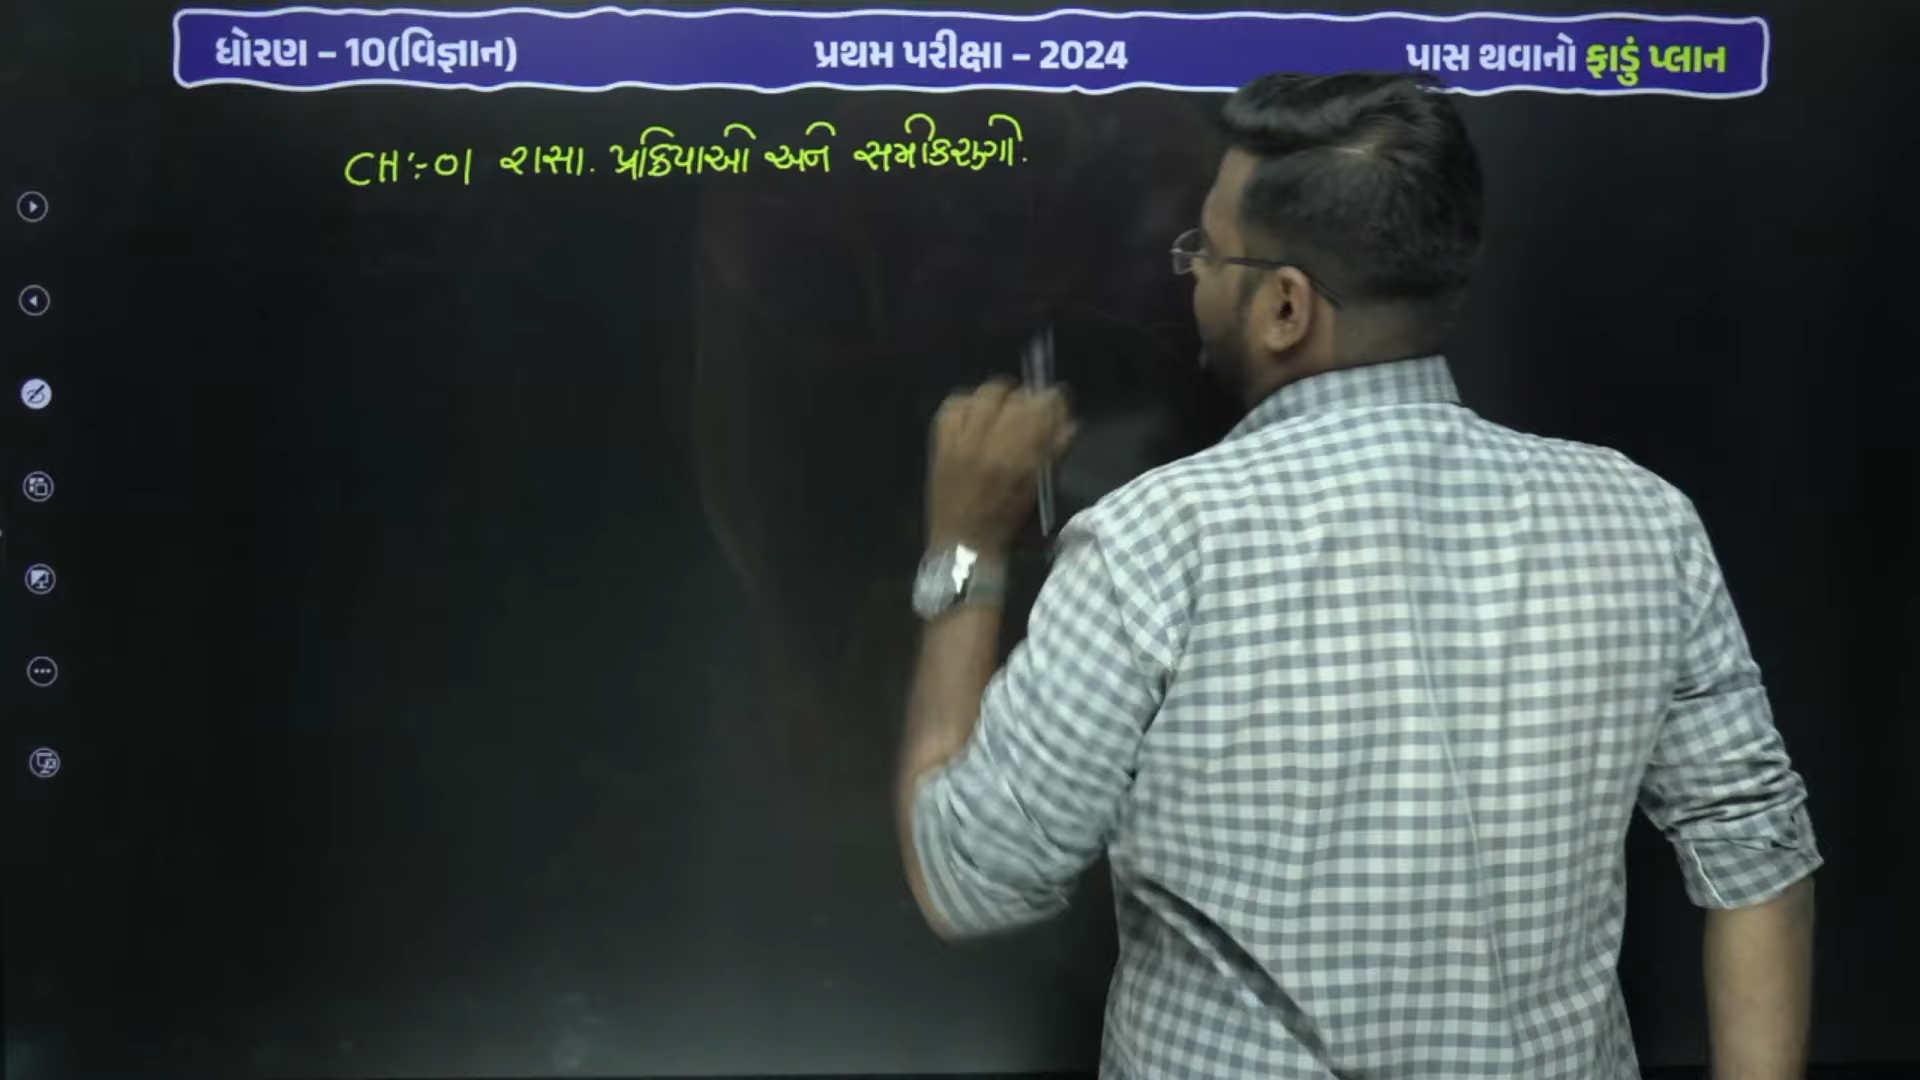 ધોરણ – 10(વિજ્ઞાન) પ્રથમ પરીક્ષા – 2024 પાસ થવાનો ફાડું પ્લાન
CH:-01 રાસા. પ્રક્રિયાઓ અને સમીકરણો.